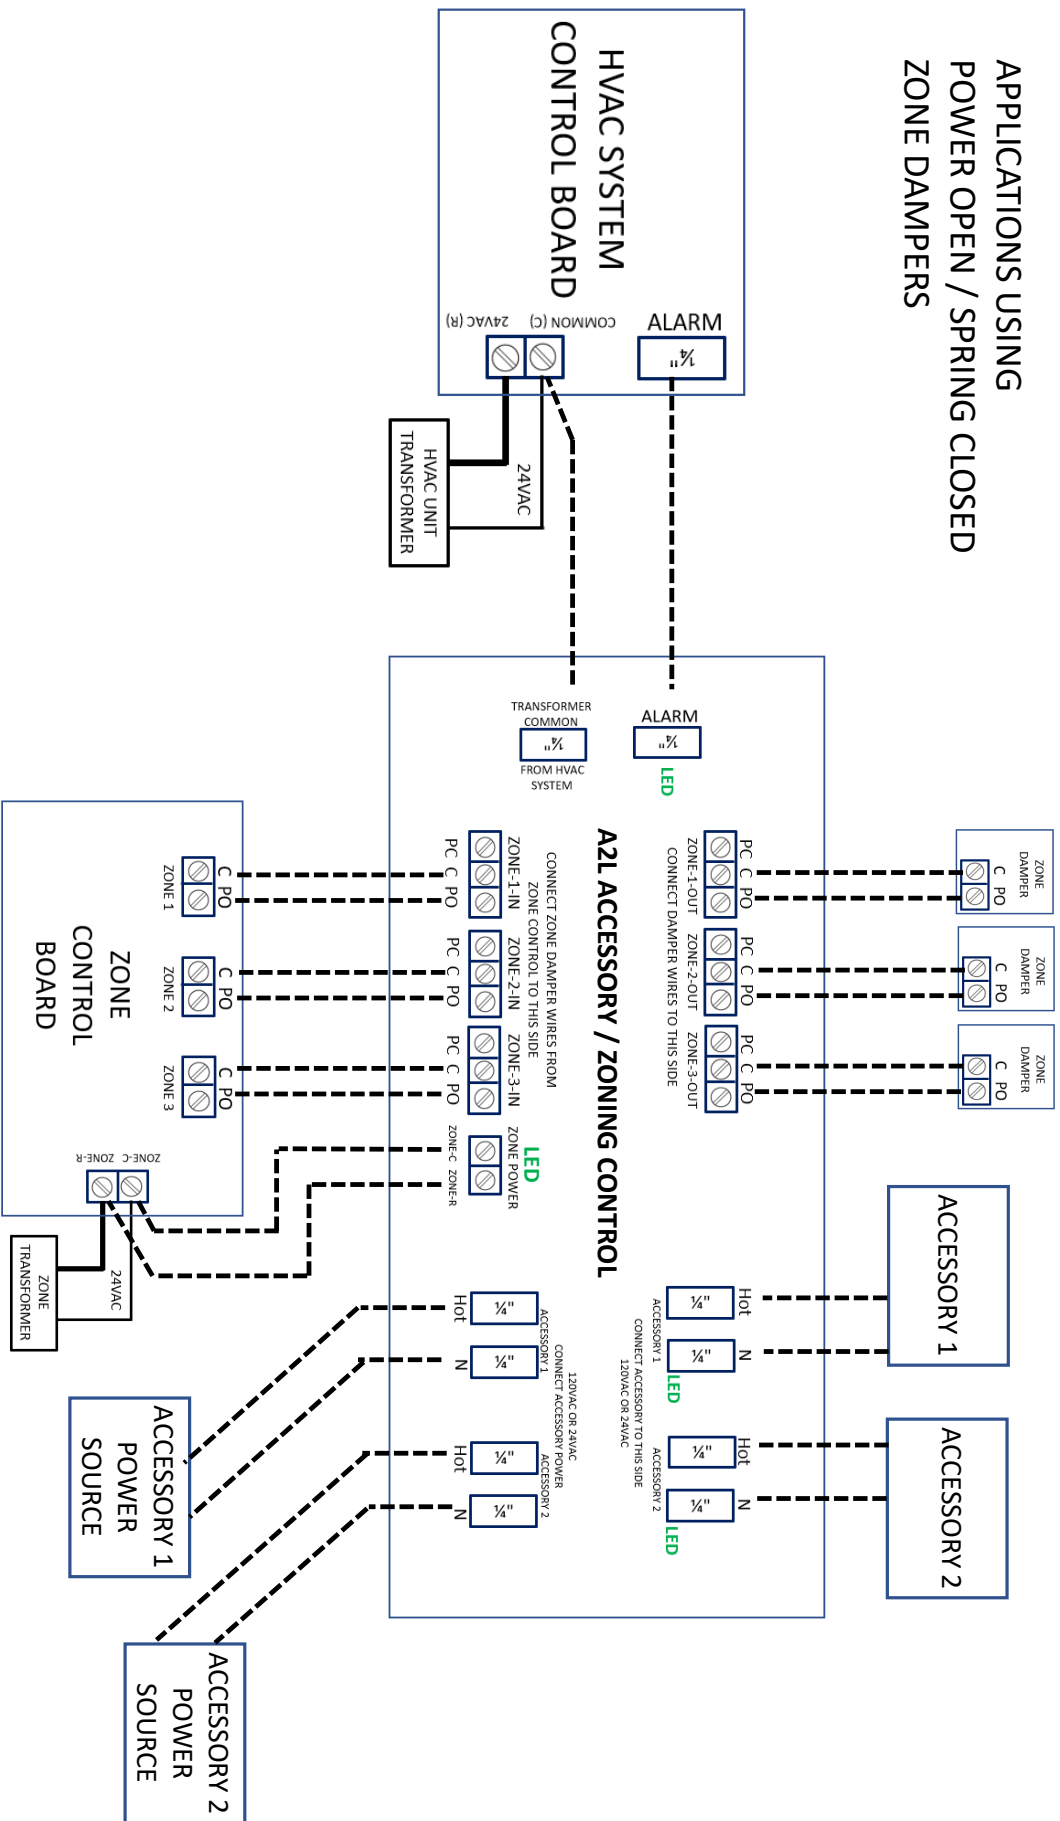 APPLICATIONS USING
POWER OPEN / SPRING CLOSED
ZONE DAMPERS
HVAC SYSTEM
CONTROL BOARD
ALARM
¼"
COMMON (C)
24VAC (R)
24VAC
HVAC UNIT
TRANSFORMER
ALARM
¼"
LED
TRANSFORMER
COMMON
¼"
FROM HVAC
SYSTEM
A2L ACCESSORY / ZONING CONTROL
ZONE
DAMPER
C PO
ZONE
DAMPER
C PO
ZONE
DAMPER
C PO
PC C PO
ZONE-1-OUT
PC C PO
ZONE-2-OUT
PC C PO
ZONE-3-OUT
CONNECT DAMPER WIRES TO THIS SIDE
CONNECT ZONE DAMPER WIRES FROM
ZONE CONTROL TO THIS SIDE
ZONE-1-IN
PC C PO
ZONE-2-IN
PC C PO
ZONE-3-IN
PC C PO
LED
ZONE POWER
ZONE-C ZONE-R
C PO
ZONE 1
C PO
ZONE 2
C PO
ZONE 3
ZONE
CONTROL
BOARD
ZONE-C
ZONE-R
24VAC
ZONE
TRANSFORMER
ACCESSORY 1
ACCESSORY 2
Hot N
¼" ¼"
ACCESSORY 1
LED
Hot N
¼" ¼"
ACCESSORY 2
LED
CONNECT ACCESSORY TO THIS SIDE
120VAC OR 24VAC
120VAC OR 24VAC
CONNECT ACCESSORY POWER
ACCESSORY 1
¼" ¼"
Hot N
ACCESSORY 2
¼" ¼"
Hot N
ACCESSORY 1
POWER
SOURCE
ACCESSORY 2
POWER
SOURCE